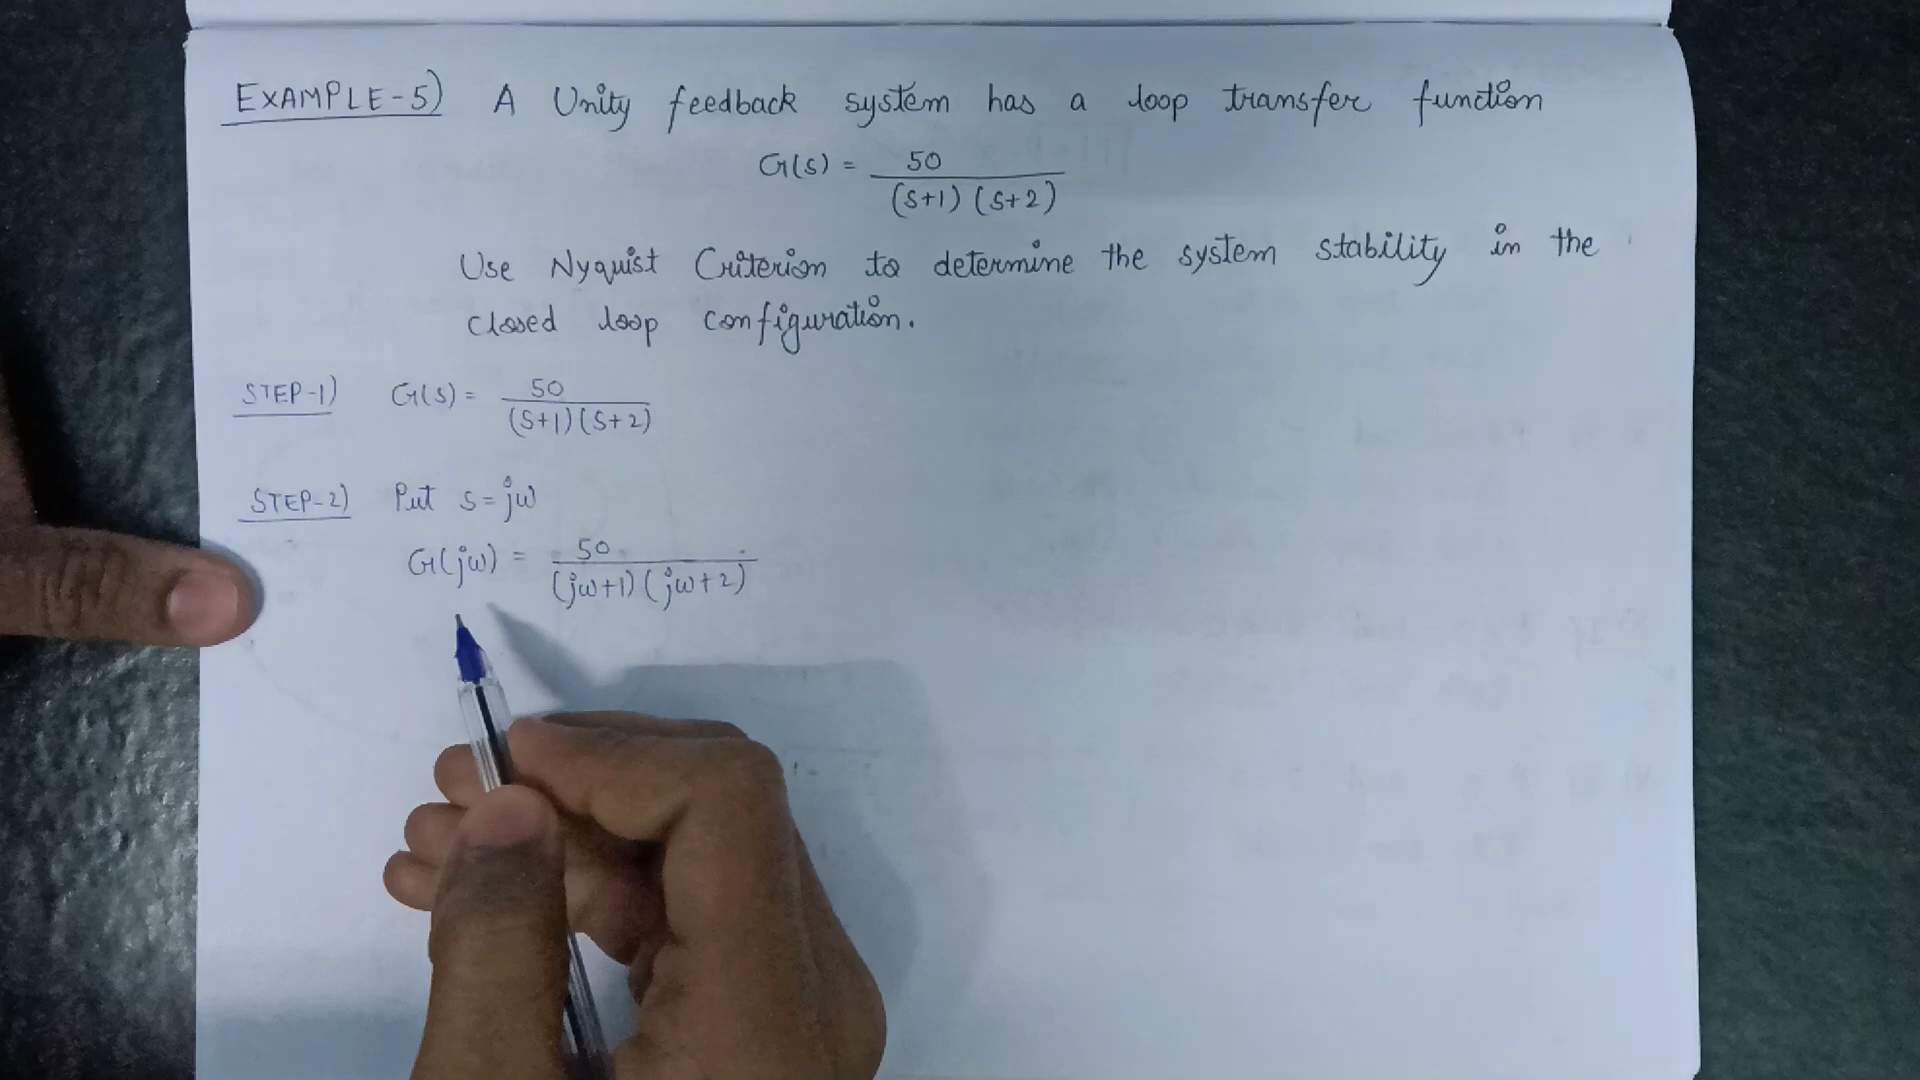 EXAMPLE-5) A Unity feedback system has a loop transfer function
G(s) = 50 / (s+1) (s+2)
Use Nyquist Criterion to determine the system stability in the
closed loop configuration.
STEP-1) G(s) = 50 / (s+1)(s+2)
STEP-2) Put s=jω
G(jω) = 50 / (jω+1) (jω+2)